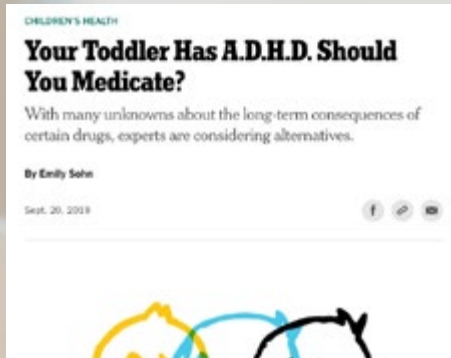 CHILDREN'S HEALTH
Your Toddler Has A.D.H.D. Should
You Medicate?
With many unknowns about the long-term consequences of
certain drugs, experts are considering alternatives.
By Emily Sohn
Sept. 20, 2019